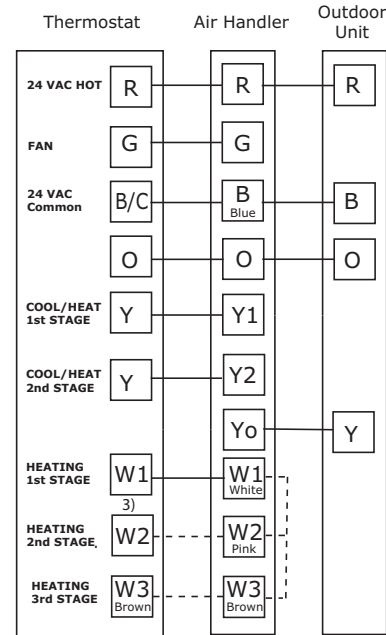 Thermostat Air Handler Outdoor
Unit
24 VAC HOT R R R
FAN G G
24 VAC
Common B/C B B
Blue
O O O
COOL/HEAT
1st STAGE Y Y1
COOL/HEAT
2nd STAGE Y Y2
Yo Y
HEATING
1st STAGE W1 W1
White
3)
HEATING
2nd STAGE. W2 W2
Pink
HEATING
3rd STAGE W3 W3
Brown Brown